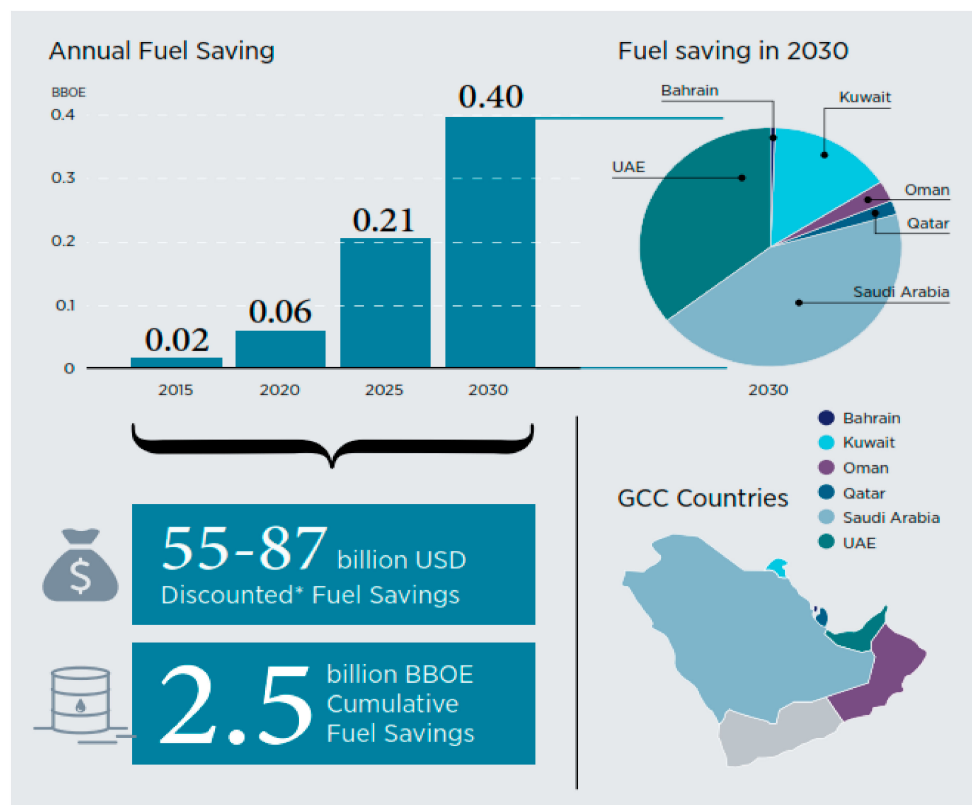 Annual Fuel Saving
BBOE
0.4
0.3
0.2
0.1
0
0.02
0.06
0.21
0.40
2015
2020
2025
2030
Fuel saving in 2030
Bahrain
Kuwait
UAE
Oman
Qatar
Saudi Arabia
2030
55-87 billion USD
Discounted* Fuel Savings
$
2.5 billion BBOE
Cumulative
Fuel Savings
Bahrain
Kuwait
Oman
Qatar
Saudi Arabia
UAE
GCC Countries